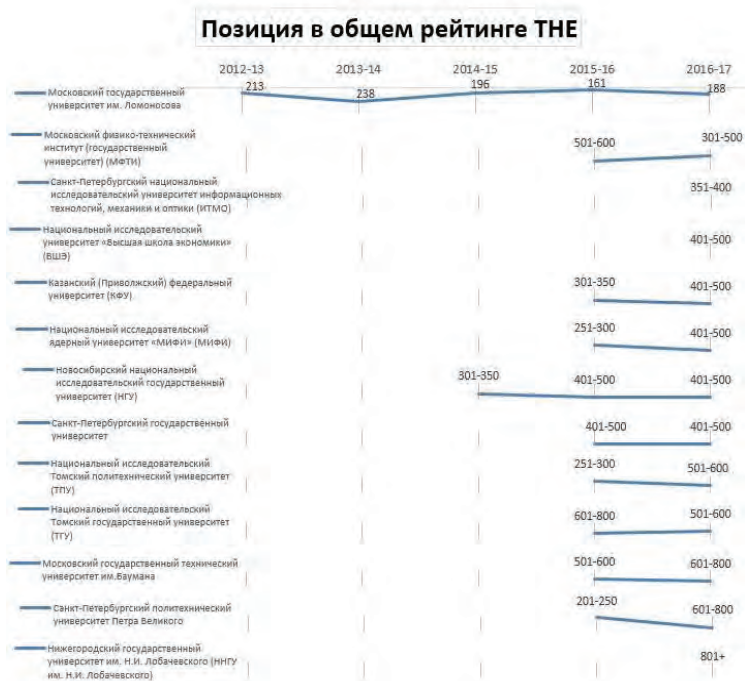 Позиция в общем рейтинге THE
2012-13 2013-14 2014-15 2015-16 2016-17
Московский государственный
университет им. Ломоносова
213 238 196 161 188
Московский физико-технический
институт (государственный
университет) (МФТИ)
501-600 301-500
Санкт-Петербургский национальный
исследовательский университет информационных
технологий, механики и оптики (ИТМО)
351-400
Национальный исследовательский
университет «Высшая школа экономики»
(ВШЭ)
401-500
Казанский (Приволжский) федеральный
университет (КФУ)
301-350 401-500
Национальный исследовательский
ядерный университет «МИФИ» (МИФИ)
251-300 401-500
Новосибирский национальный
исследовательский государственный
университет (НГУ)
301-350 401-500 401-500
Санкт-Петербургский государственный
университет
401-500 401-500
Национальный исследовательский
Томский политехнический университет
(ТПУ)
251-300 501-600
Национальный исследовательский
Томский государственный университет
(ТГУ)
601-800 501-600
Московский государственный технический
университет им.Баумана
501-600 601-800
Санкт-Петербургский политехнический
университет Петра Великого
201-250 601-800
Нижегородский государственный
университет им. Н.И. Лобачевского (ННГУ
им. Н.И. Лобачевского)
801+